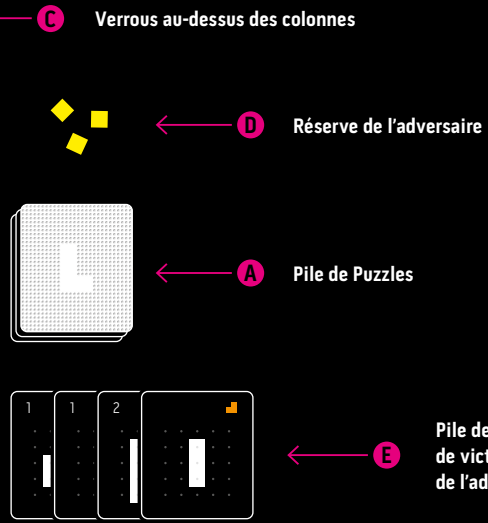 C Verrous au-dessus des colonnes
D Réserve de l'adversaire
A Pile de Puzzles
1 1 2
E Pile de
de vict
de l'ad